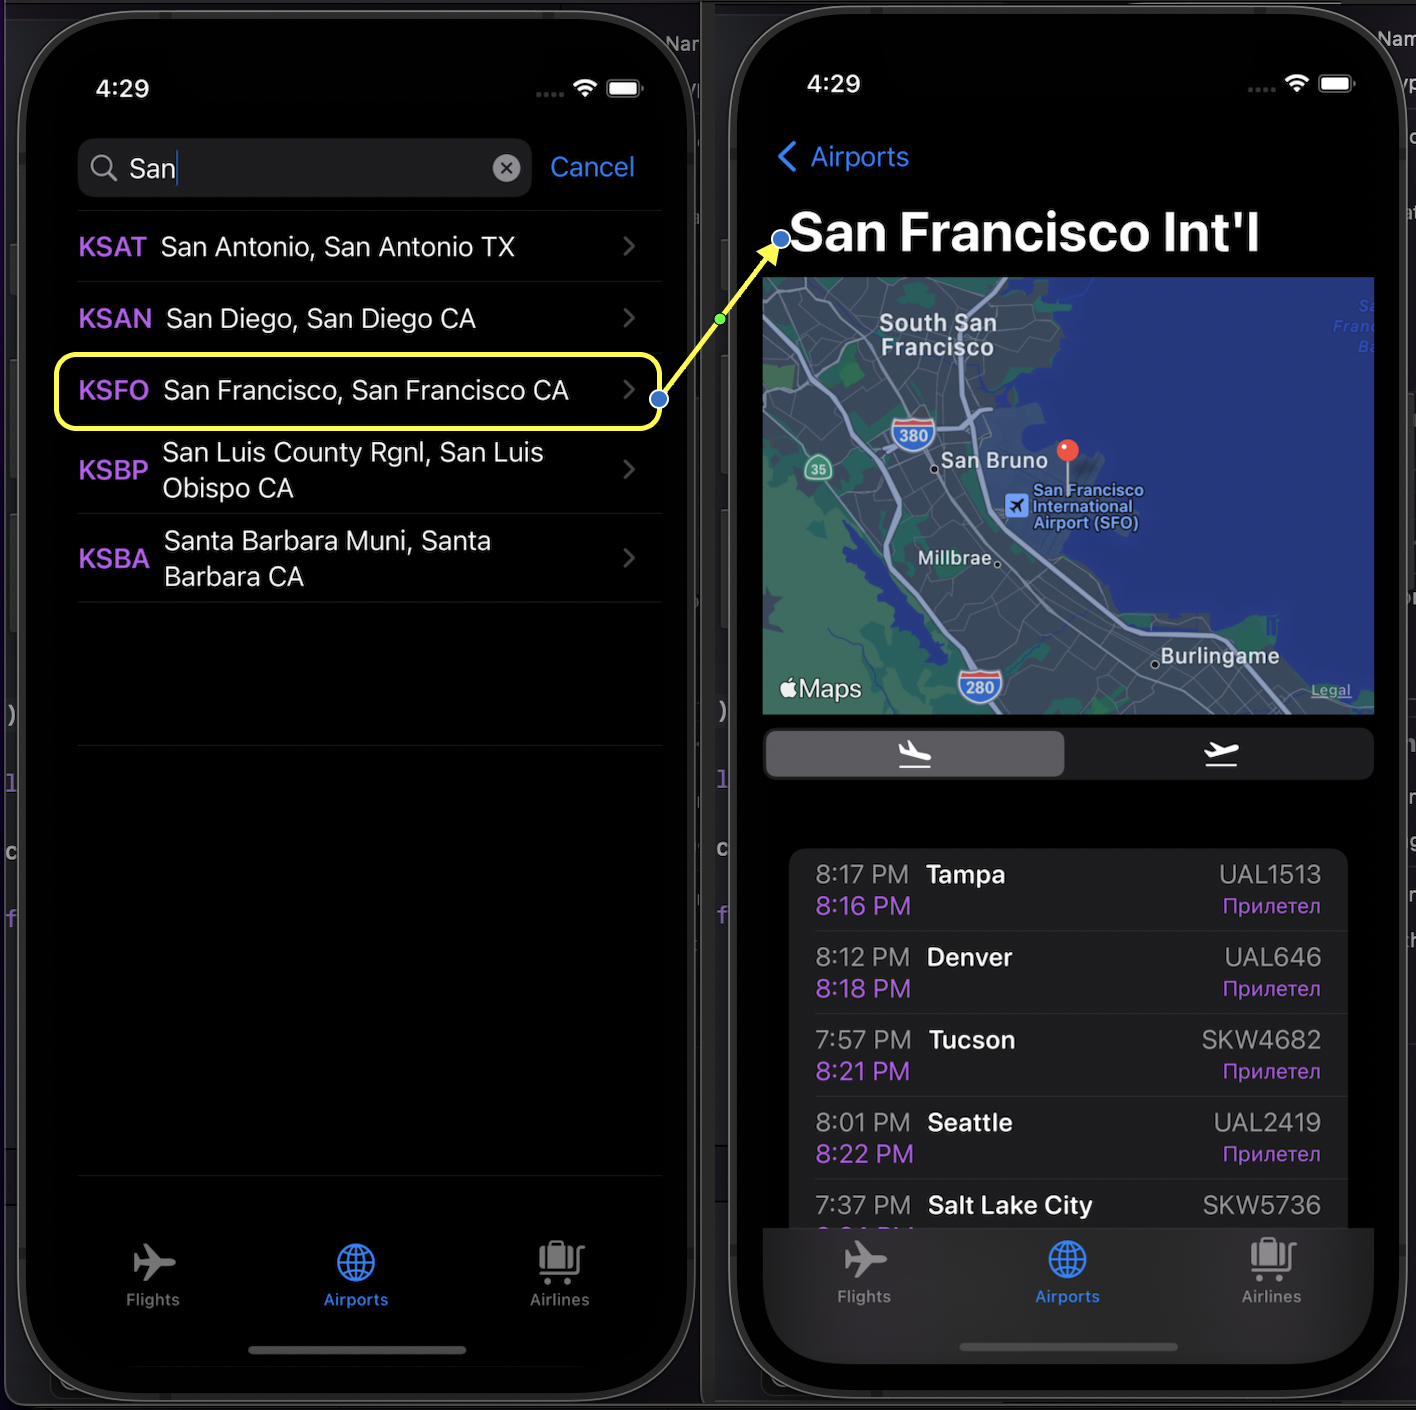 4:29
San
Cancel
KSAT San Antonio, San Antonio TX
KSAN San Diego, San Diego CA
KSFO San Francisco, San Francisco CA
KSBP San Luis County Rgnl, San Luis
Obispo CA
KSBA Santa Barbara Muni, Santa
Barbara CA
Flights
Airports
Airlines
4:29
Airports
San Francisco Int'l
South San
Francisco
380
35
San Bruno
San Francisco
International
Airport (SFO)
Millbrae
Burlingame
280
Maps
Legal
8:17 PM Tampa UAL1513
8:16 PM Прилетел
8:12 PM Denver UAL646
8:18 PM Прилетел
7:57 PM Tucson SKW4682
8:21 PM Прилетел
8:01 PM Seattle UAL2419
8:22 PM Прилетел
7:37 PM Salt Lake City SKW5736
Flights
Airports
Airlines